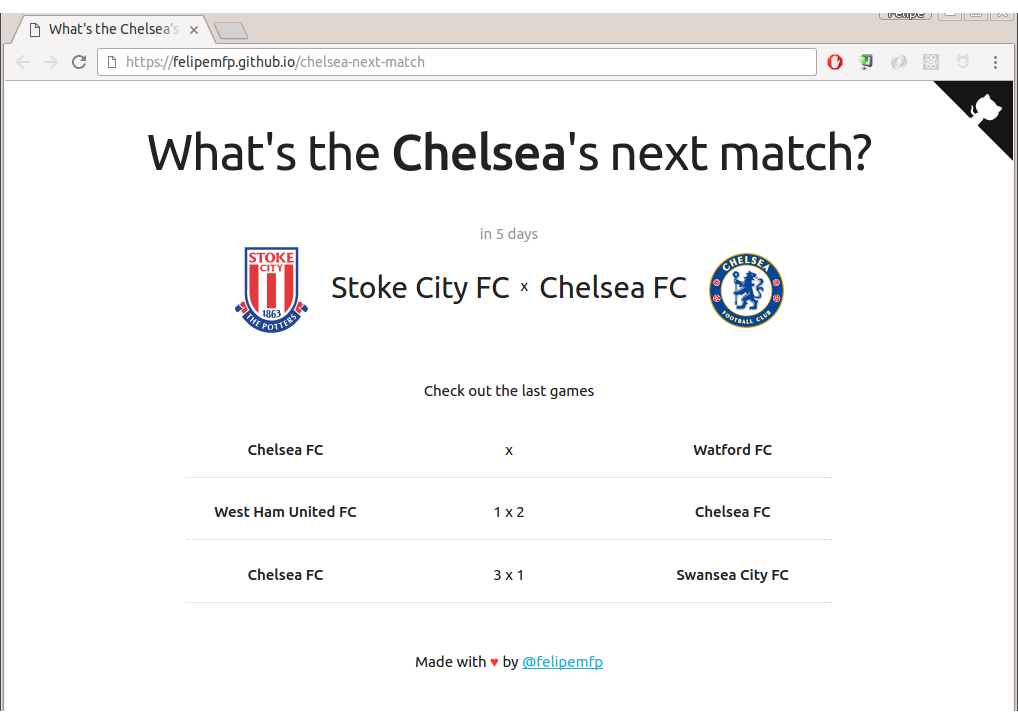 Felipe
What's the Chelsea's
https://felipemfp.github.io/chelsea-next-match
What's the Chelsea's next match?
in 5 days
STOKE
CITY
1863
THE POTTERS
Stoke City FC x Chelsea FC
CHELSEA
FOOTBALL CLUB
Check out the last games
Chelsea FC x Watford FC
West Ham United FC 1 x 2 Chelsea FC
Chelsea FC 3 x 1 Swansea City FC
Made with ♥ by @felipemfp